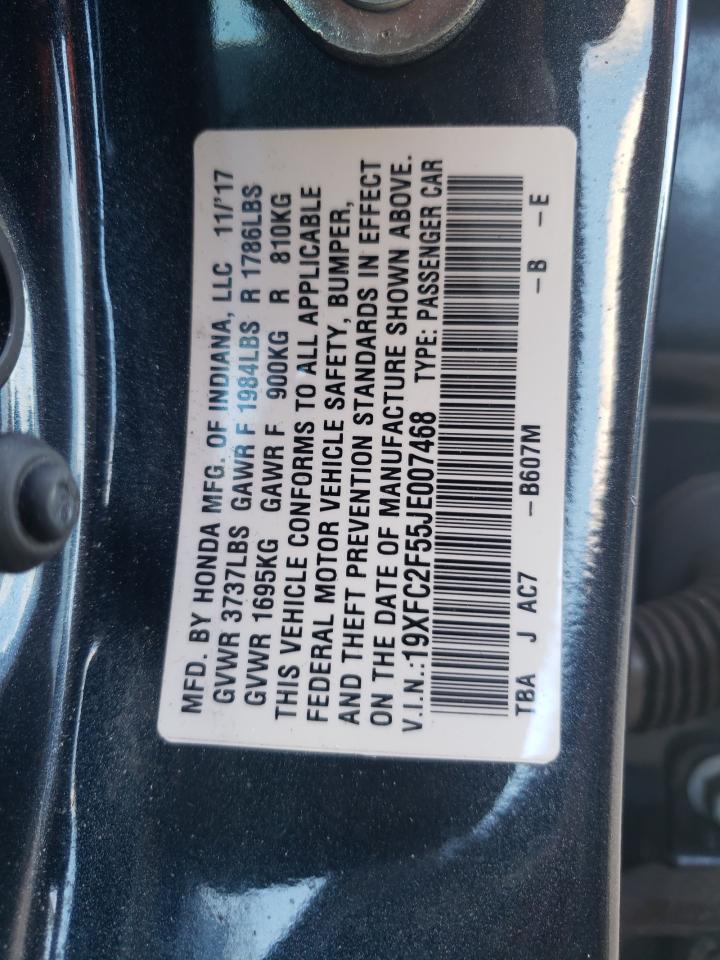 MFD. BY HONDA MFG. OF INDIANA, LLC 11/'17
GVWR 3737LBS GAWR F 1984LBS R 1786LBS
GVWR 1695KG GAWR F 900KG R 810KG
THIS VEHICLE CONFORMS TO ALL APPLICABLE
FEDERAL MOTOR VEHICLE SAFETY, BUMPER,
AND THEFT PREVENTION STANDARDS IN EFFECT
ON THE DATE OF MANUFACTURE SHOWN ABOVE.
V.I.N.:19XFC2F55JE007468 TYPE: PASSENGER CAR
TBA J AC7 -B607M -B -E